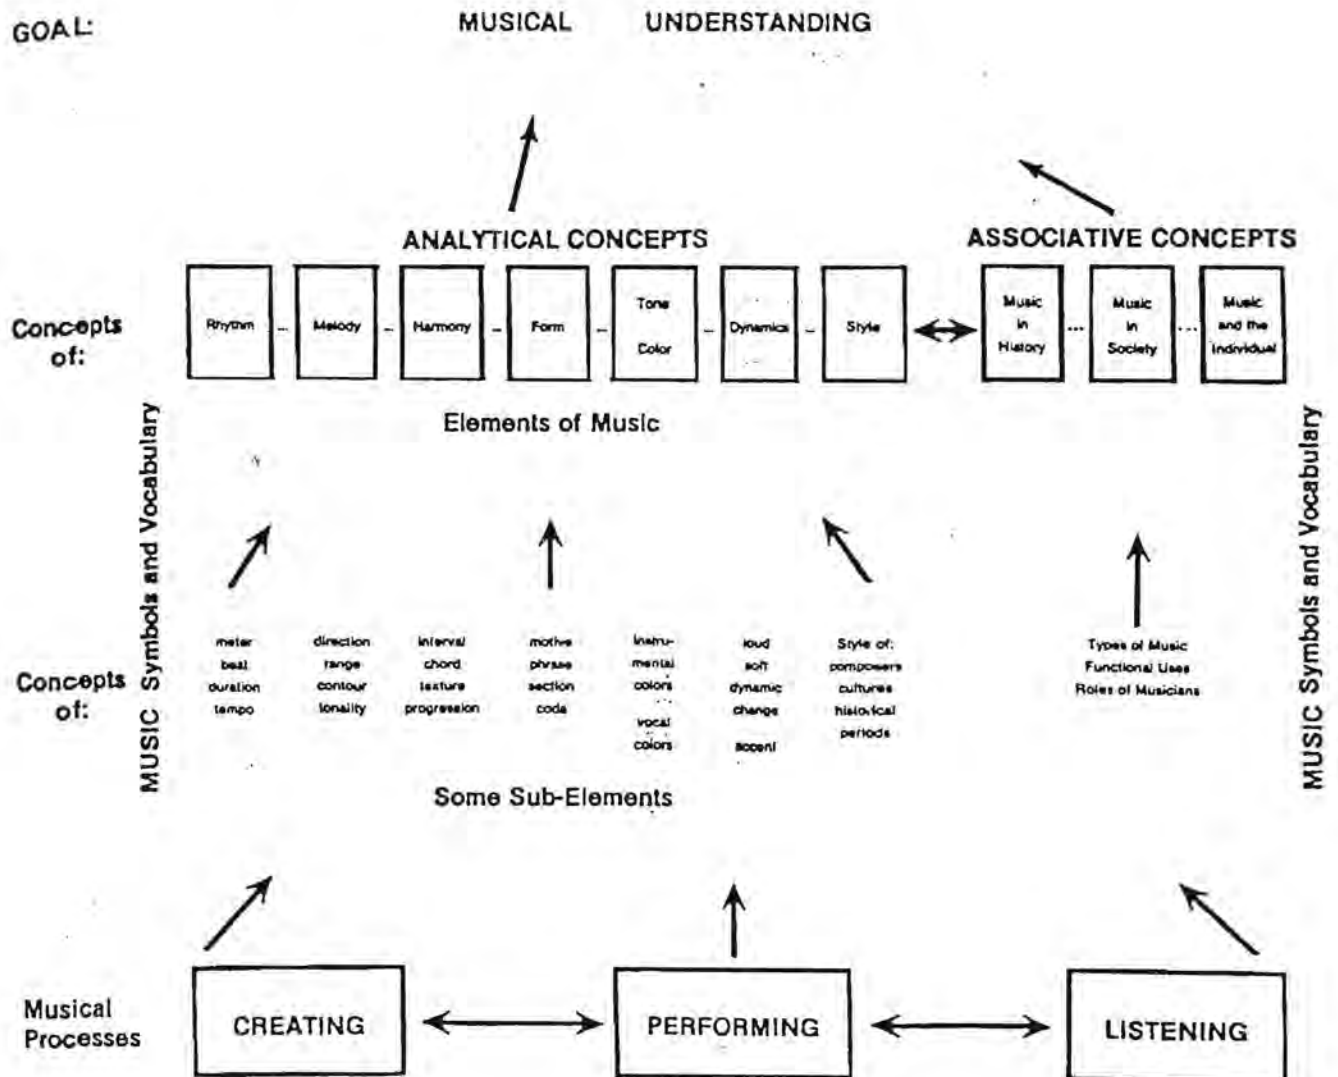 GOAL:
MUSICAL UNDERSTANDING
ANALYTICAL CONCEPTS
ASSOCIATIVE CONCEPTS
Concepts
of:
Rhythm – Melody – Harmony – Form – Tone Color – Dynamics – Style
Music in History ... Music in Society ... Music and the Individual
Elements of Music
MUSIC Symbols and Vocabulary
MUSIC Symbols and Vocabulary
Concepts
of:
meter
beat
duration
tempo
direction
range
contour
tonality
interval
chord
texture
progression
motive
phrase
section
coda
instru-
mental
colors
vocal
colors
loud
soft
dynamic
change
accent
Style of:
composers
cultures
historical
periods
Types of Music
Functional Uses
Roles of Musicians
Some Sub-Elements
Musical
Processes
CREATING
PERFORMING
LISTENING